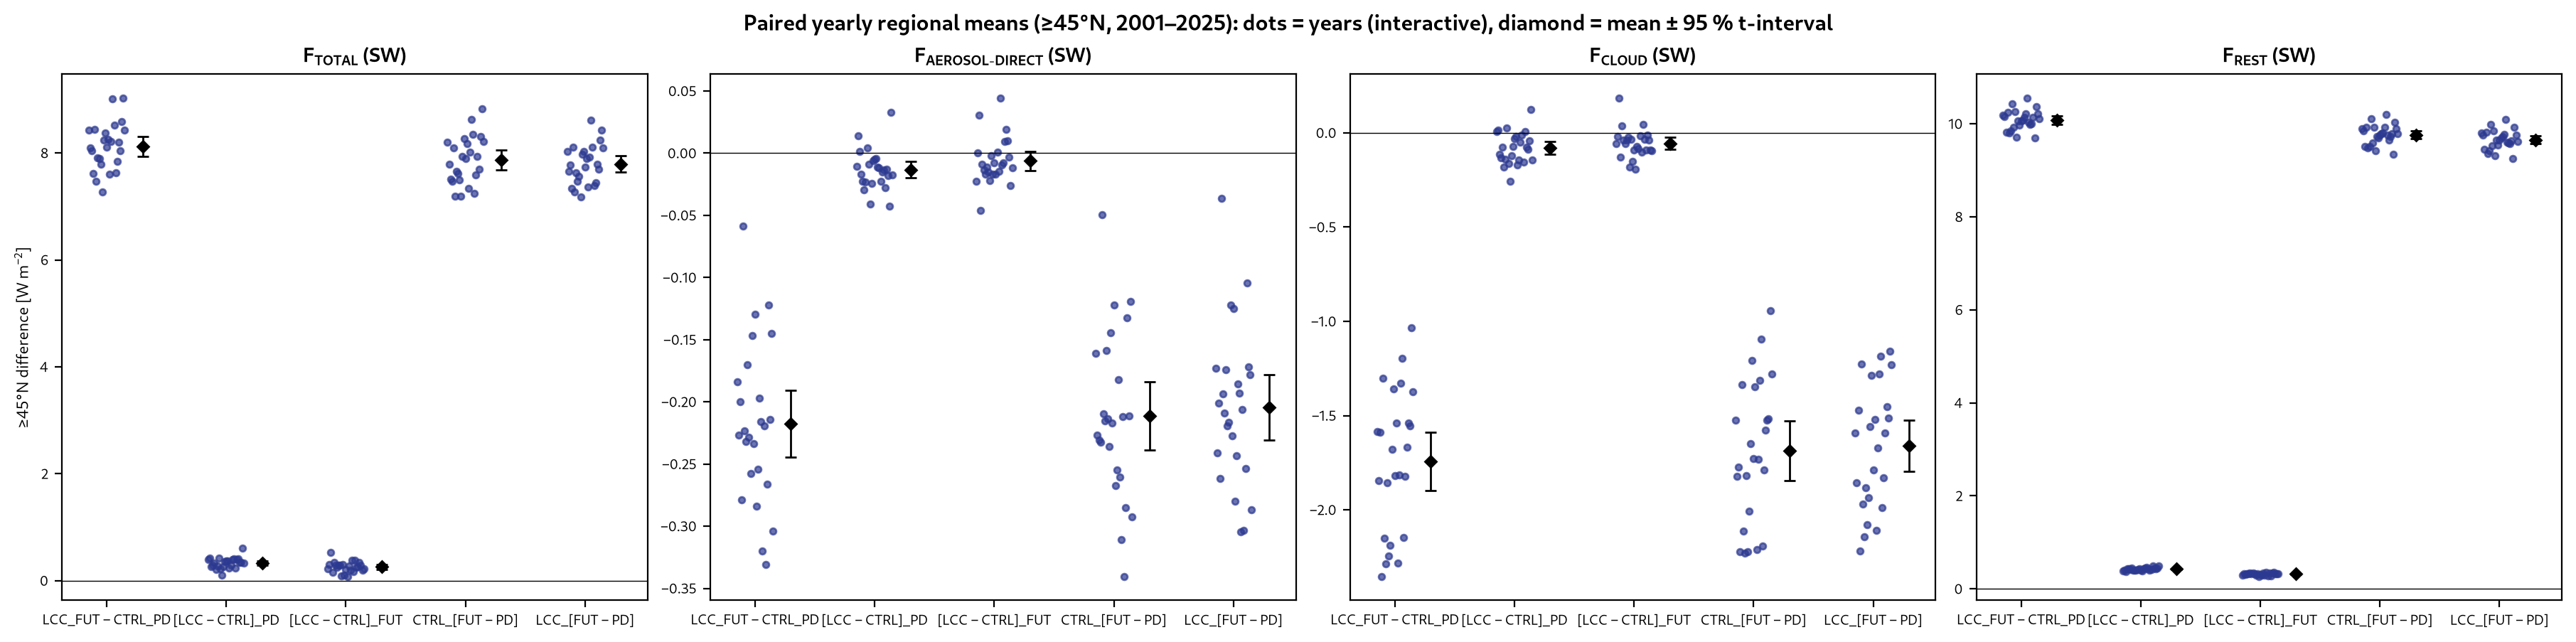 Paired yearly regional means (≥45°N, 2001–2025): dots = years (interactive), diamond = mean ± 95 % t-interval
F_TOTAL (SW)
≥45°N difference [W m⁻²]
8
6
4
2
0
LCC_FUT – CTRL_PD [LCC – CTRL]_PD [LCC – CTRL]_FUT CTRL_[FUT – PD] LCC_[FUT – PD]
F_AEROSOL-DIRECT (SW)
0.05
0.00
−0.05
−0.10
−0.15
−0.20
−0.25
−0.30
−0.35
LCC_FUT – CTRL_PD [LCC – CTRL]_PD [LCC – CTRL]_FUT CTRL_[FUT – PD] LCC_[FUT – PD]
F_CLOUD (SW)
0.0
−0.5
−1.0
−1.5
−2.0
LCC_FUT – CTRL_PD [LCC – CTRL]_PD [LCC – CTRL]_FUT CTRL_[FUT – PD] LCC_[FUT – PD]
F_REST (SW)
10
8
6
4
2
0
LCC_FUT – CTRL_PD [LCC – CTRL]_PD [LCC – CTRL]_FUT CTRL_[FUT – PD] LCC_[FUT – PD]